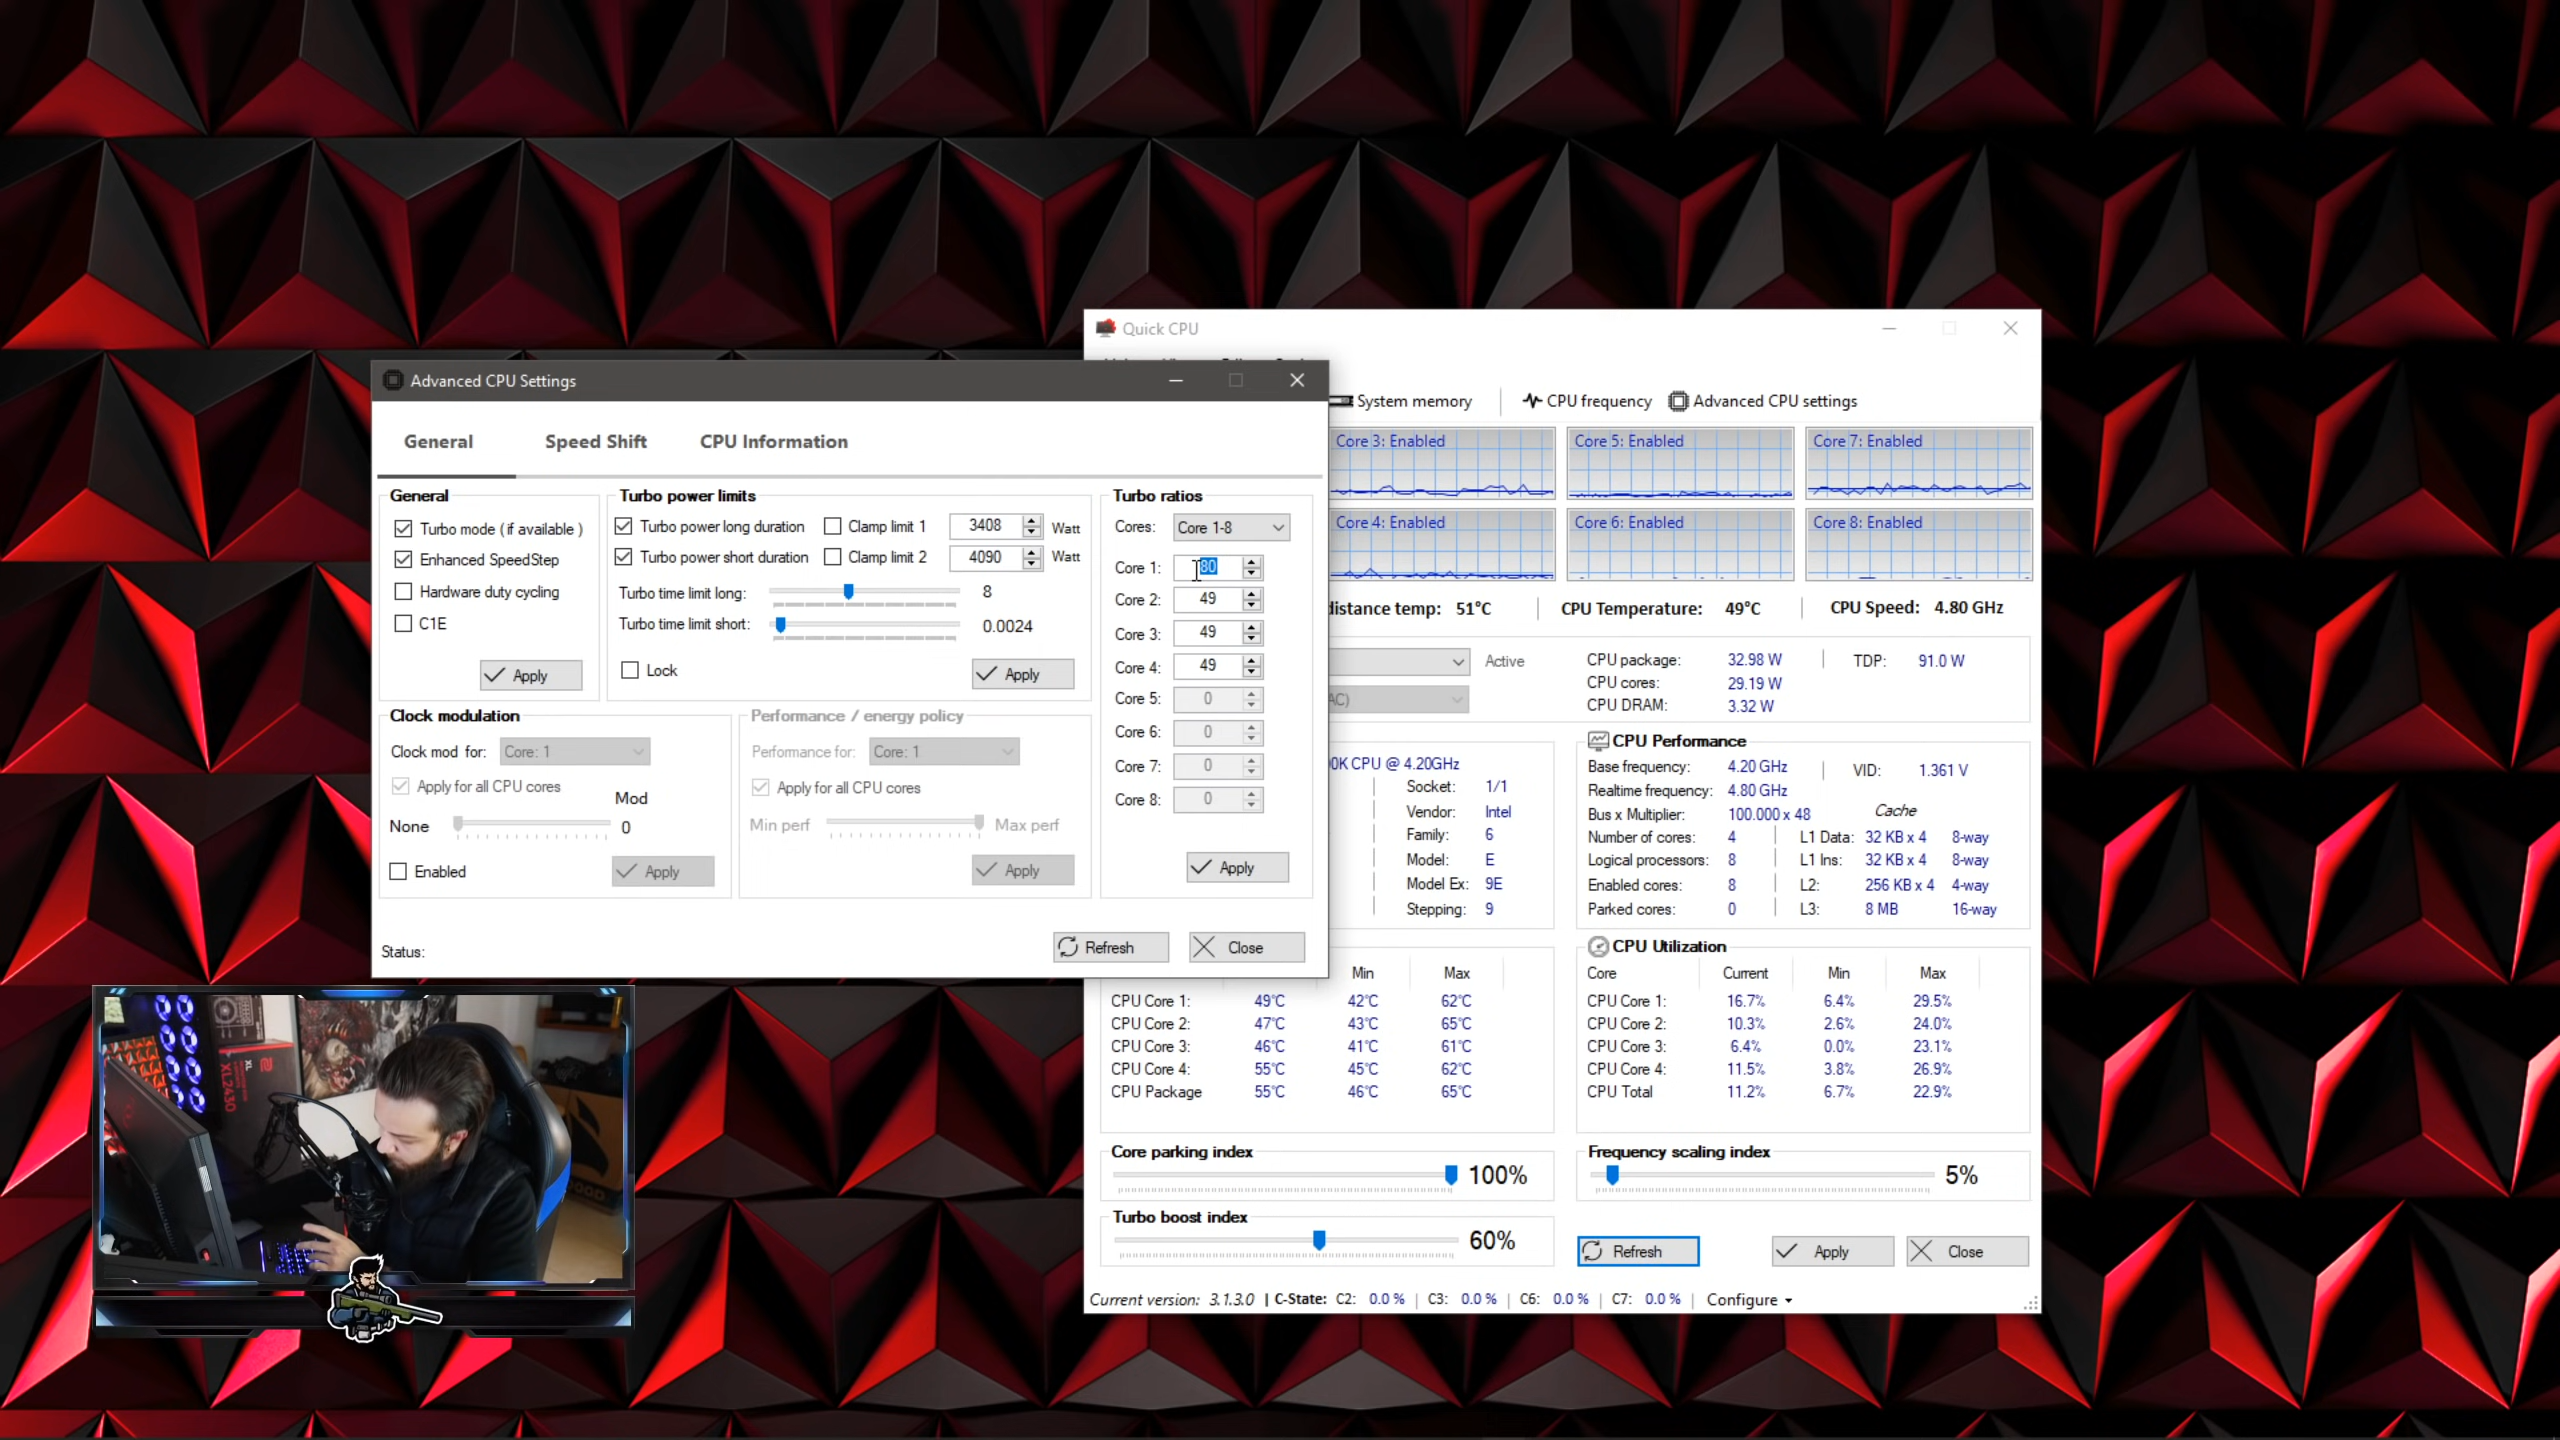 Quick CPU
Advanced CPU Settings
System memory
CPU frequency
Advanced CPU settings
General
Speed Shift
CPU Information
Core 3: Enabled
Core 5: Enabled
Core 7: Enabled
Core 4: Enabled
Core 6: Enabled
Core 8: Enabled
General
Turbo mode ( if available )
Enhanced SpeedStep
Hardware duty cycling
C1E
Apply
Turbo power limits
Turbo power long duration
Clamp limit 1
3408
Watt
Turbo power short duration
Clamp limit 2
4090
Watt
Turbo time limit long:
8
Turbo time limit short:
0.0024
Lock
Apply
Turbo ratios
Cores:
Core 1-8
Core 1:
80
Core 2:
49
Core 3:
49
Core 4:
49
Core 5:
0
Core 6:
0
Core 7:
0
Core 8:
0
Apply
Clock modulation
Clock mod for:
Core: 1
Apply for all CPU cores
Mod
None
0
Enabled
Apply
Performance / energy policy
Performance for:
Core: 1
Apply for all CPU cores
Min perf
Max perf
Apply
Status:
Refresh
Close
distance temp: 51°C
CPU Temperature: 49°C
CPU Speed: 4.80 GHz
Active
AC)
CPU package: 32.98 W
TDP: 91.0 W
CPU cores: 29.19 W
CPU DRAM: 3.32 W
0K CPU @ 4.20GHz
Socket: 1/1
Vendor: Intel
Family: 6
Model: E
Model Ex: 9E
Stepping: 9
CPU Performance
Base frequency: 4.20 GHz
VID: 1.361 V
Realtime frequency: 4.80 GHz
Bus x Multiplier: 100.000 x 48
Cache
Number of cores: 4
L1 Data: 32 KB x 4 8-way
Logical processors: 8
L1 Ins: 32 KB x 4 8-way
Enabled cores: 8
L2: 256 KB x 4 4-way
Parked cores: 0
L3: 8 MB 16-way
Min Max
CPU Core 1: 49°C 42°C 62°C
CPU Core 2: 47°C 43°C 65°C
CPU Core 3: 46°C 41°C 61°C
CPU Core 4: 55°C 45°C 62°C
CPU Package 55°C 46°C 65°C
CPU Utilization
Core Current Min Max
CPU Core 1: 16.7% 6.4% 29.5%
CPU Core 2: 10.3% 2.6% 24.0%
CPU Core 3: 6.4% 0.0% 23.1%
CPU Core 4: 11.5% 3.8% 26.9%
CPU Total 11.2% 6.7% 22.9%
Core parking index
100%
Frequency scaling index
5%
Turbo boost index
60%
Refresh
Apply
Close
Current version: 3.1.3.0 | C-State: C2: 0.0 % | C3: 0.0 % | C6: 0.0 % | C7: 0.0 % | Configure
XL2430
XL